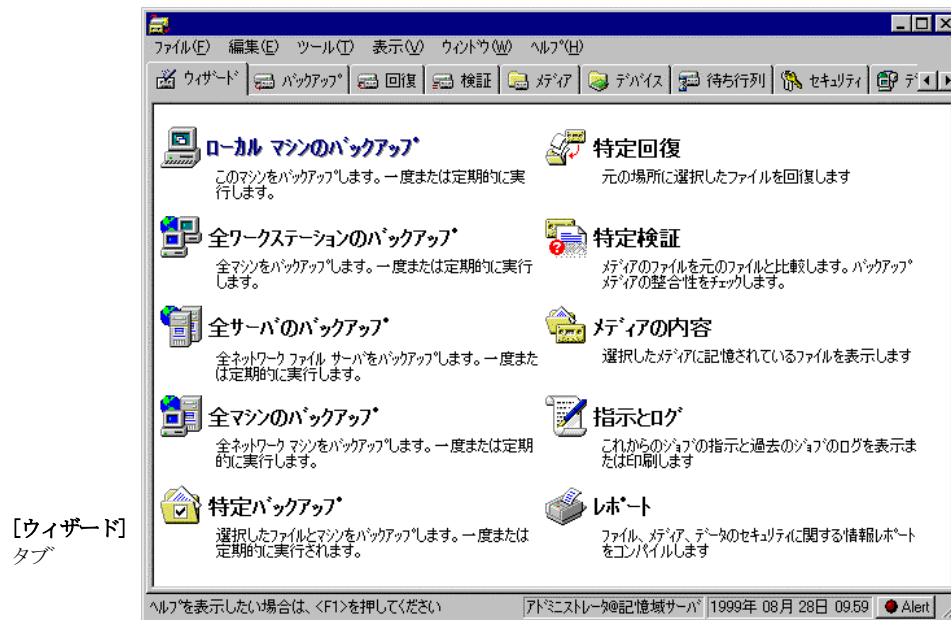 ファイル(F) 編集(E) ツール(T) 表示(V) ウィンドウ(W) ヘルプ(H)
ウィザード バックアップ 回復 検証 メディア デバイス 待ち行列 セキュリティ デ
ローカル マシンのバックアップ
このマシンをバックアップします。一度または定期的に実
行します。
全ワークステーションのバックアップ
全マシンをバックアップします。一度または定期的に実行
します。
全サーバのバックアップ
全ネットワーク ファイル サーバをバックアップします。一度また
は定期的に実行します。
全マシンのバックアップ
全ネットワーク マシンをバックアップします。一度または定期
的に実行します。
特定バックアップ
選択したファイルとマシンをバックアップします。一度または
定期的に実行されます。
特定回復
元の場所に選択したファイルを回復します
特定検証
メディアのファイルを元のファイルと比較します。バックアップ
メディアの整合性をチェックします。
メディアの内容
選択したメディアに記憶されているファイルを表示します
指示とログ
これからのジョブの指示と過去のジョブのログを表示ま
たは印刷します
レポート
ファイル、メディア、データのセキュリティに関する情報レポート
をコンパイルします
[ウィザード]
タブ
ヘルプを表示したい場合は、<F1>を押してください アドミニストレータ@記憶域サーバ 1999年 08月 28日 09:59 Alert